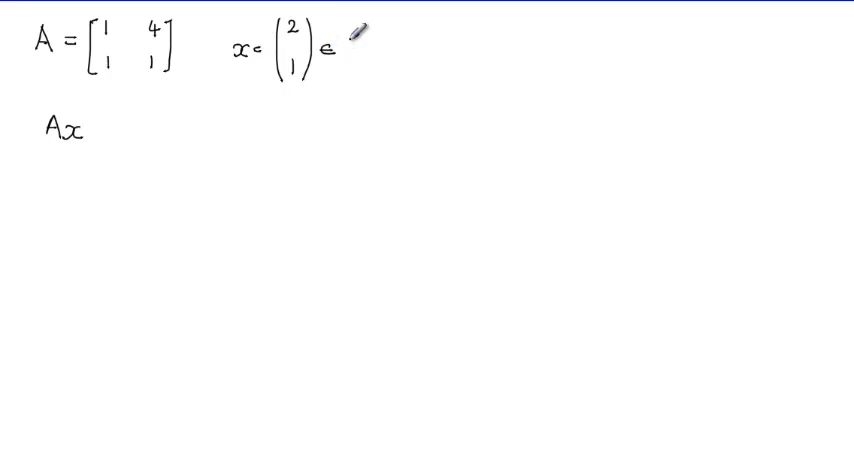 A = [1 4; 1 1] x = (2; 1) ∈
Ax